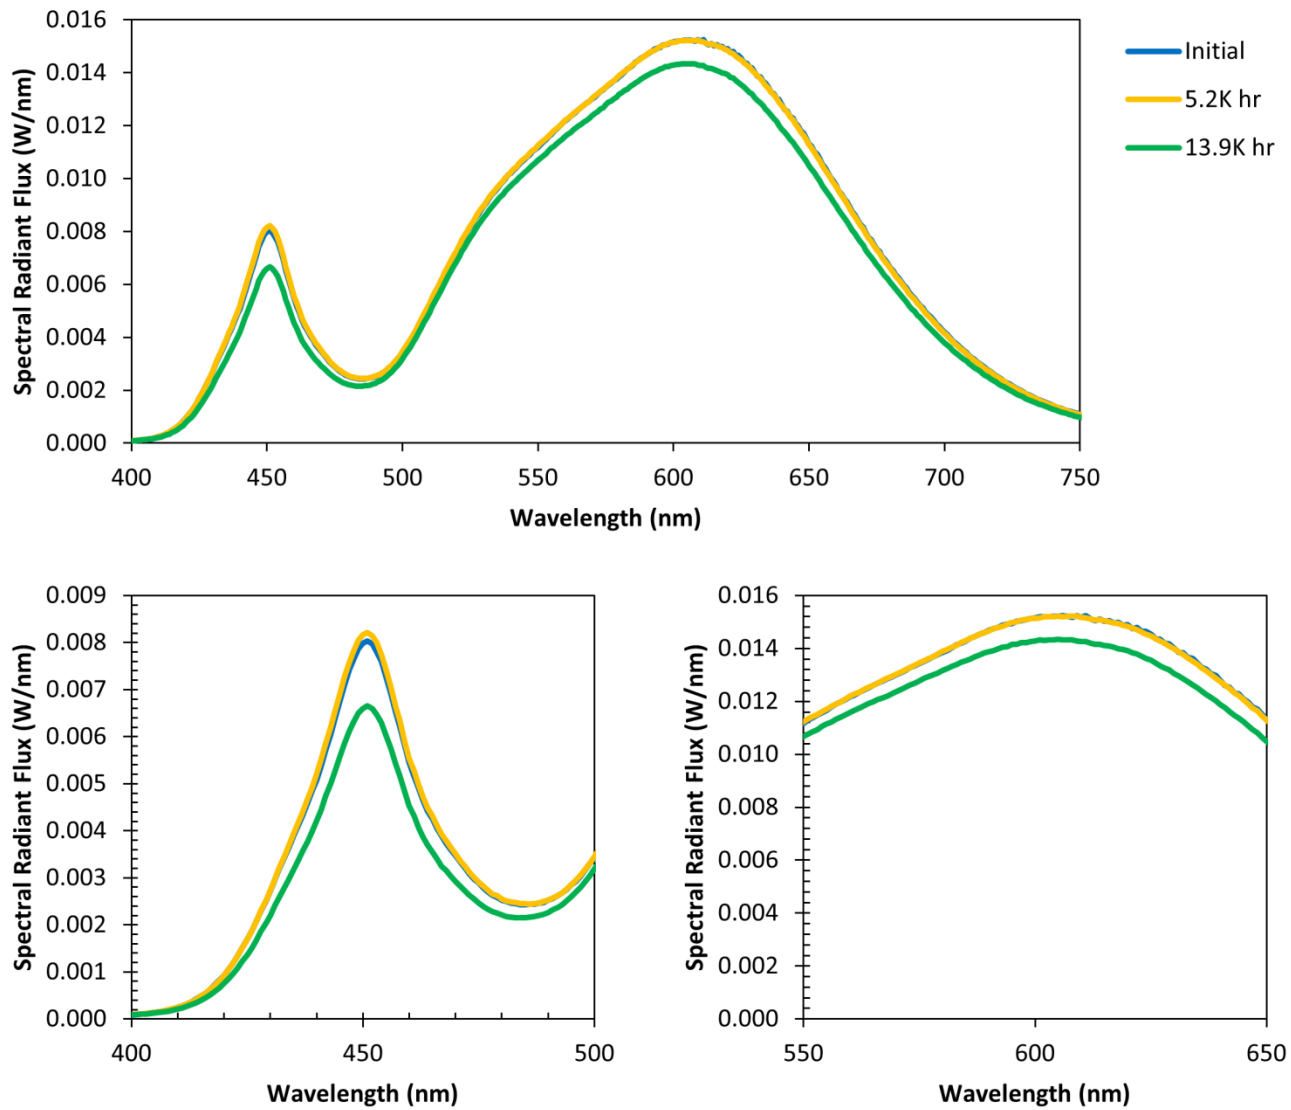 Spectral Radiant Flux (W/nm)
0.016
0.014
0.012
0.010
0.008
0.006
0.004
0.002
0.000
400 450 500 550 600 650 700 750
Wavelength (nm)
Initial
5.2K hr
13.9K hr
Spectral Radiant Flux (W/nm)
0.009
0.008
0.007
0.006
0.005
0.004
0.003
0.002
0.001
0.000
400 450 500
Wavelength (nm)
Spectral Radiant Flux (W/nm)
0.016
0.014
0.012
0.010
0.008
0.006
0.004
0.002
0.000
550 600 650
Wavelength (nm)